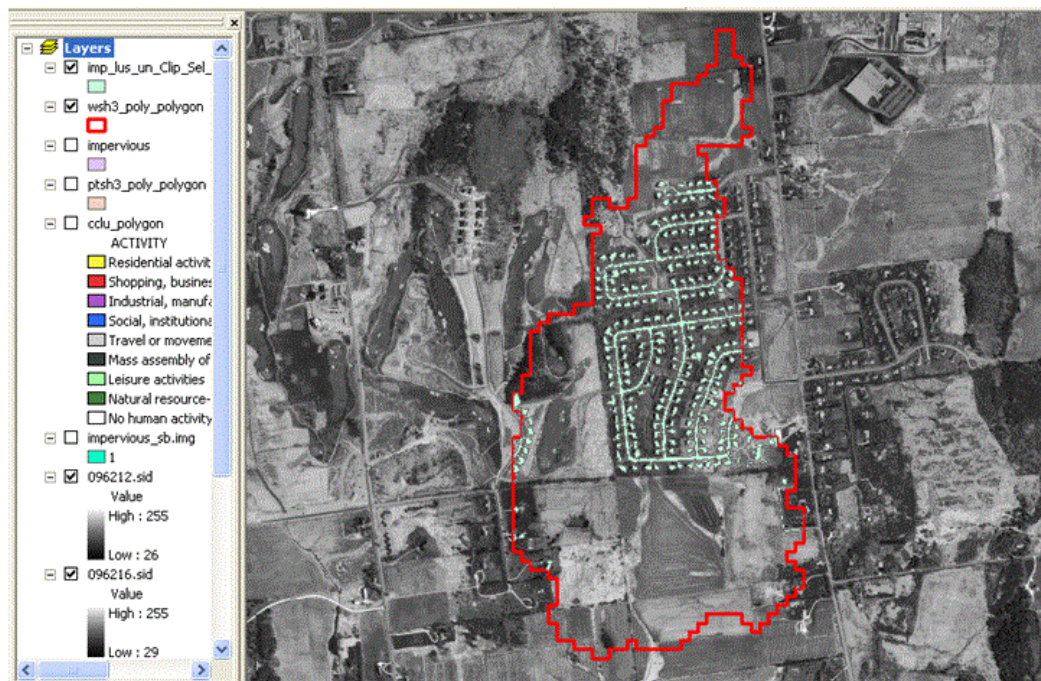 Layers
imp_lus_un_Clip_Sel_
wsh3_poly_polygon
impervious
ptsh3_poly_polygon
cclu_polygon
ACTIVITY
Residential activit
Shopping, busines
Industrial, manufa
Social, institutiona
Travel or moveme
Mass assembly of
Leisure activities
Natural resource-
No human activity
impervious_sb.img
1
096212.sid
Value
High : 255
Low : 26
096216.sid
Value
High : 255
Low : 29